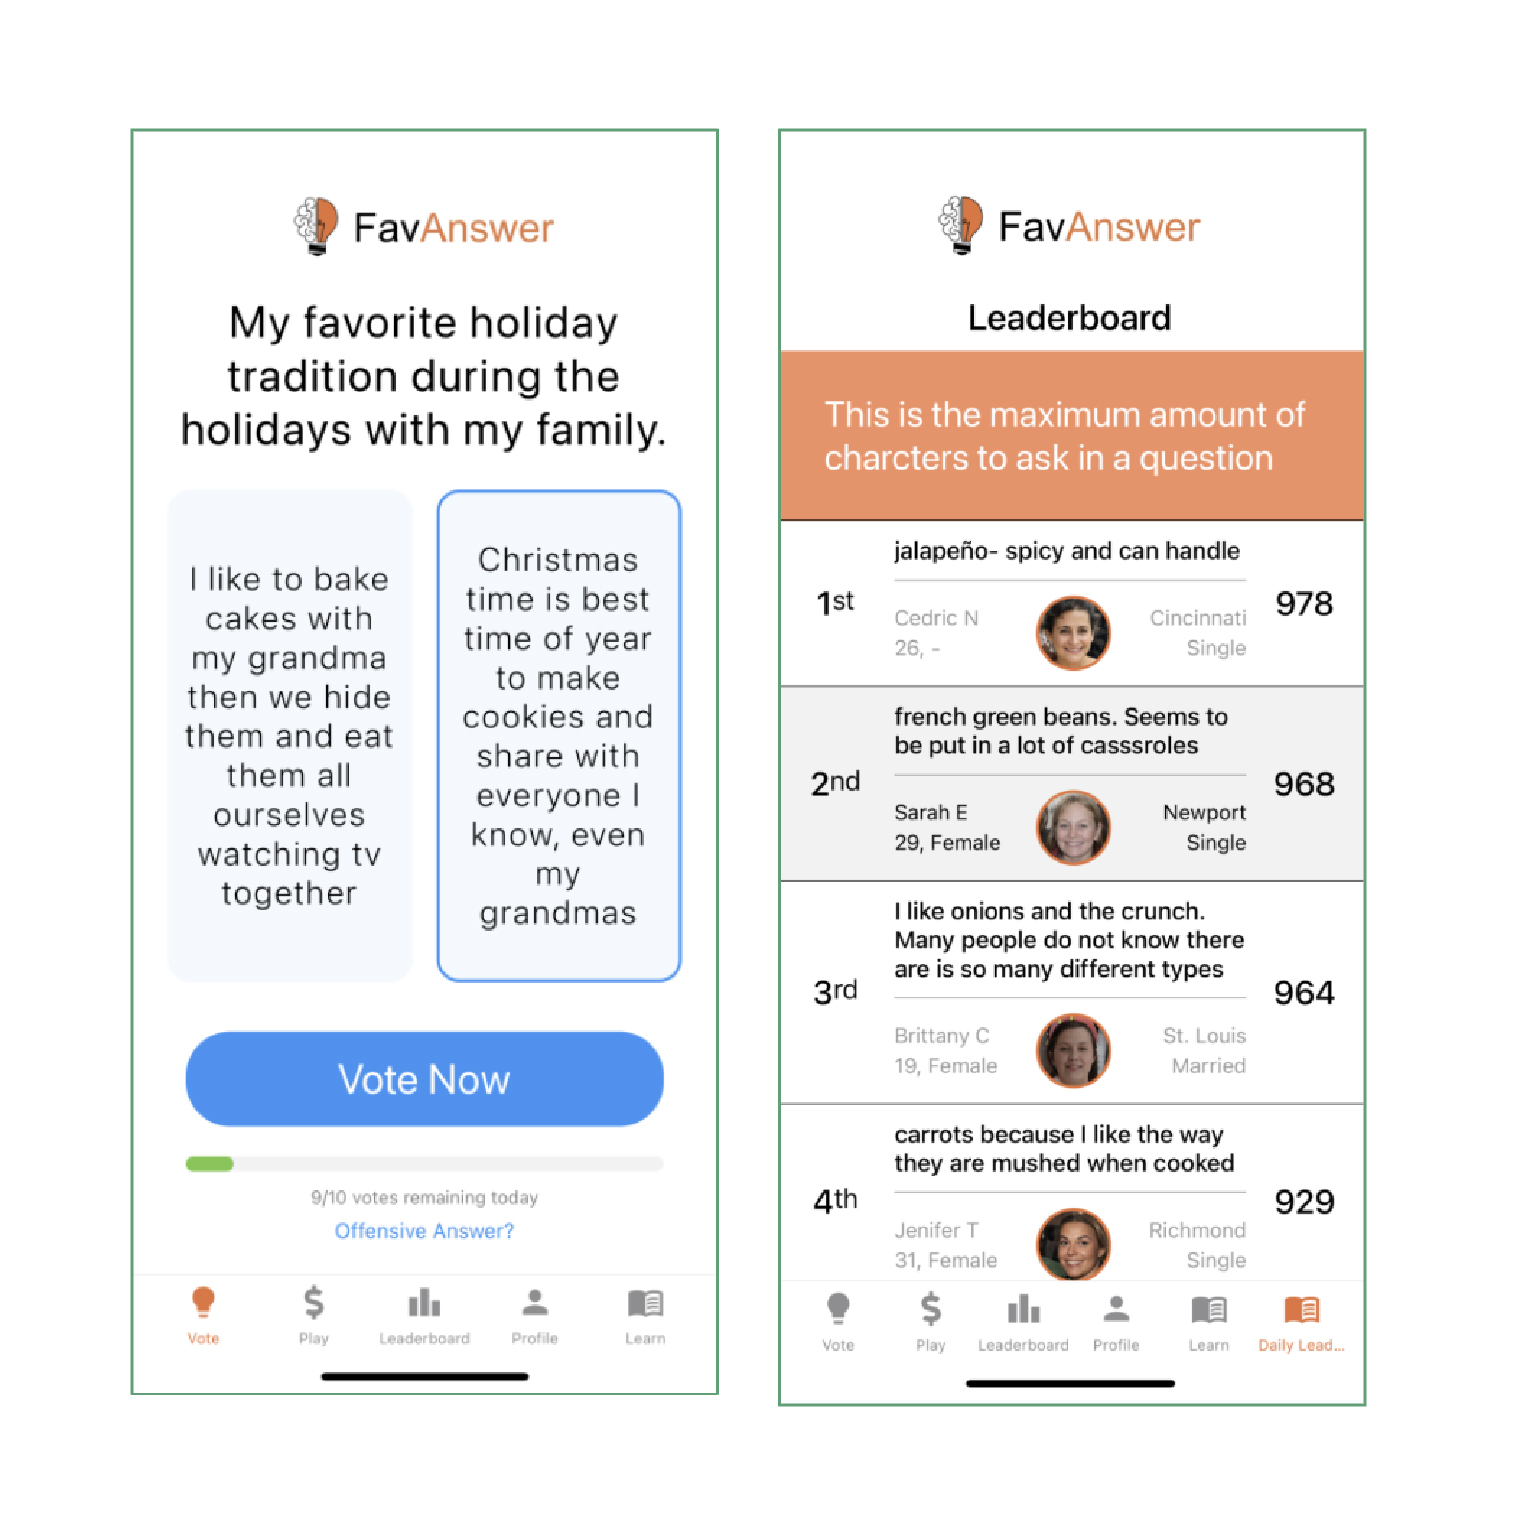 FavAnswer
My favorite holiday
tradition during the
holidays with my family.
I like to bake
cakes with
my grandma
then we hide
them and eat
them all
ourselves
watching tv
together
Christmas
time is best
time of year
to make
cookies and
share with
everyone I
know, even
my
grandmas
Vote Now
9/10 votes remaining today
Offensive Answer?
Vote
Play
Leaderboard
Profile
Learn
FavAnswer
Leaderboard
This is the maximum amount of
charcters to ask in a question
1st
jalapeño- spicy and can handle
Cedric N
26, -
Cincinnati
Single
978
2nd
french green beans. Seems to
be put in a lot of casssroles
Sarah E
29, Female
Newport
Single
968
3rd
I like onions and the crunch.
Many people do not know there
are is so many different types
Brittany C
19, Female
St. Louis
Married
964
4th
carrots because I like the way
they are mushed when cooked
Jenifer T
31, Female
Richmond
Single
929
Vote
Play
Leaderboard
Profile
Learn
Daily Lead...